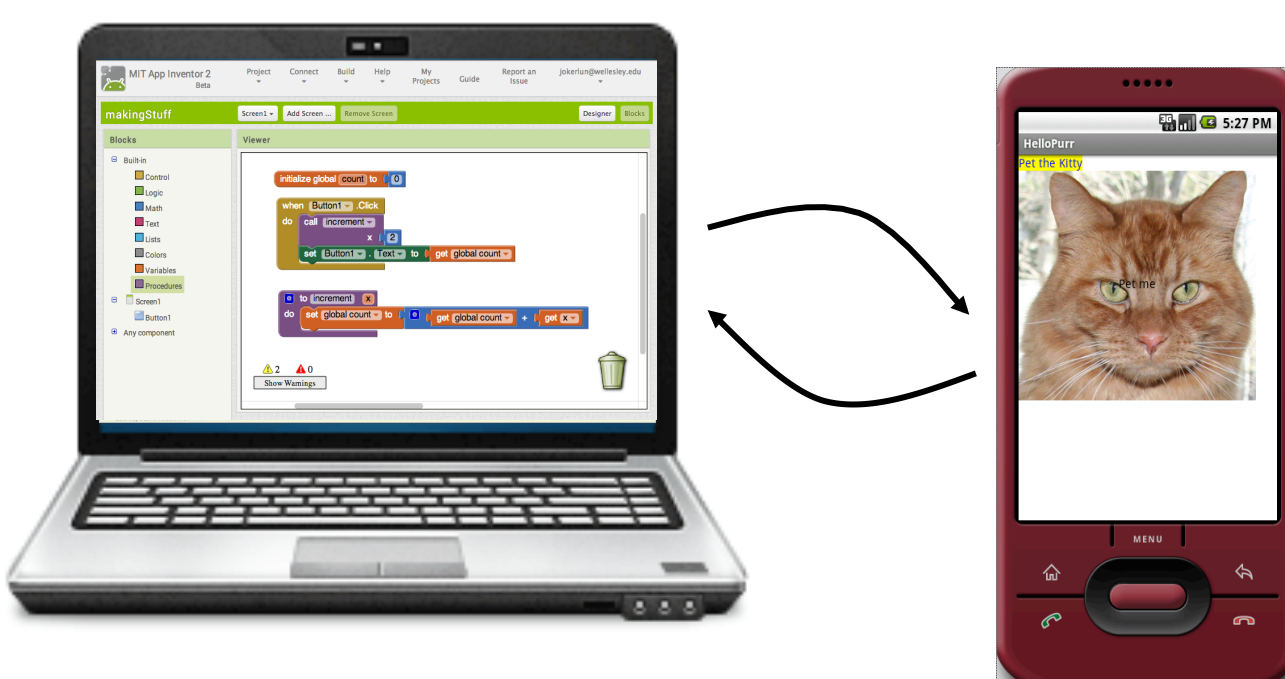 MIT App Inventor 2
Beta
Project Connect Build Help My Projects Guide Report an Issue jokerlun@wellesley.edu
makingStuff Screen1 Add Screen ... Remove Screen Designer Blocks
Blocks Viewer
Built-in
Control
Logic
Math
Text
Lists
Colors
Variables
Procedures
Screen1
Button1
Any component
initialize global count to 0
when Button1 .Click
do call increment
x 2
set Button1 . Text to get global count
to increment x
do set global count to get global count + get x
2 0
Show Warnings
3G 5:27 PM
HelloPurr
Pet the Kitty
Pet me
MENU